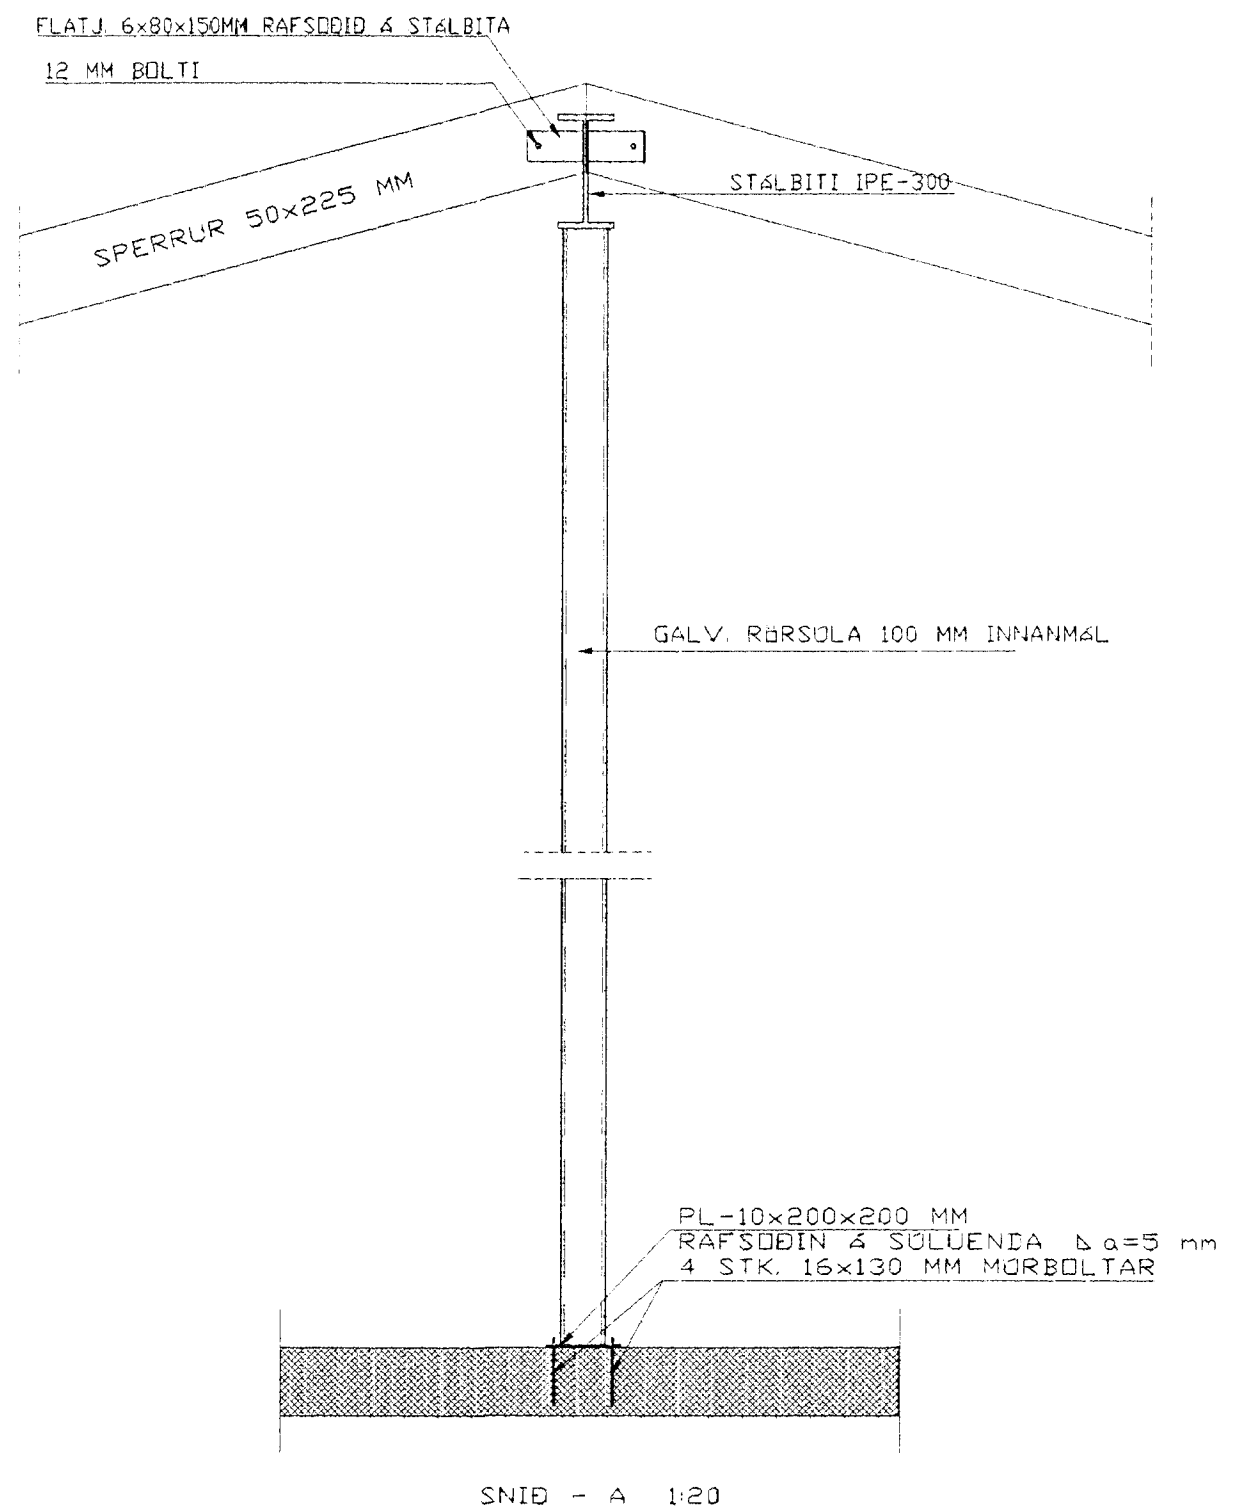 FLATJ. 6x80x150MM RAFSOÐIÐ Á STÁLBITA
12 MM BOLTI
STÁLBITI IPE-300
SPERRUR 50x225 MM
GALV. RÖRSÚLA 100 MM INNANMÁL
PL-10x200x200 MM
RAFSOÐIN Á SÚLUENDA ⊿ a=5 mm
4 STK. 16x130 MM MÚRBOLTAR
SNIÐ - A 1:20